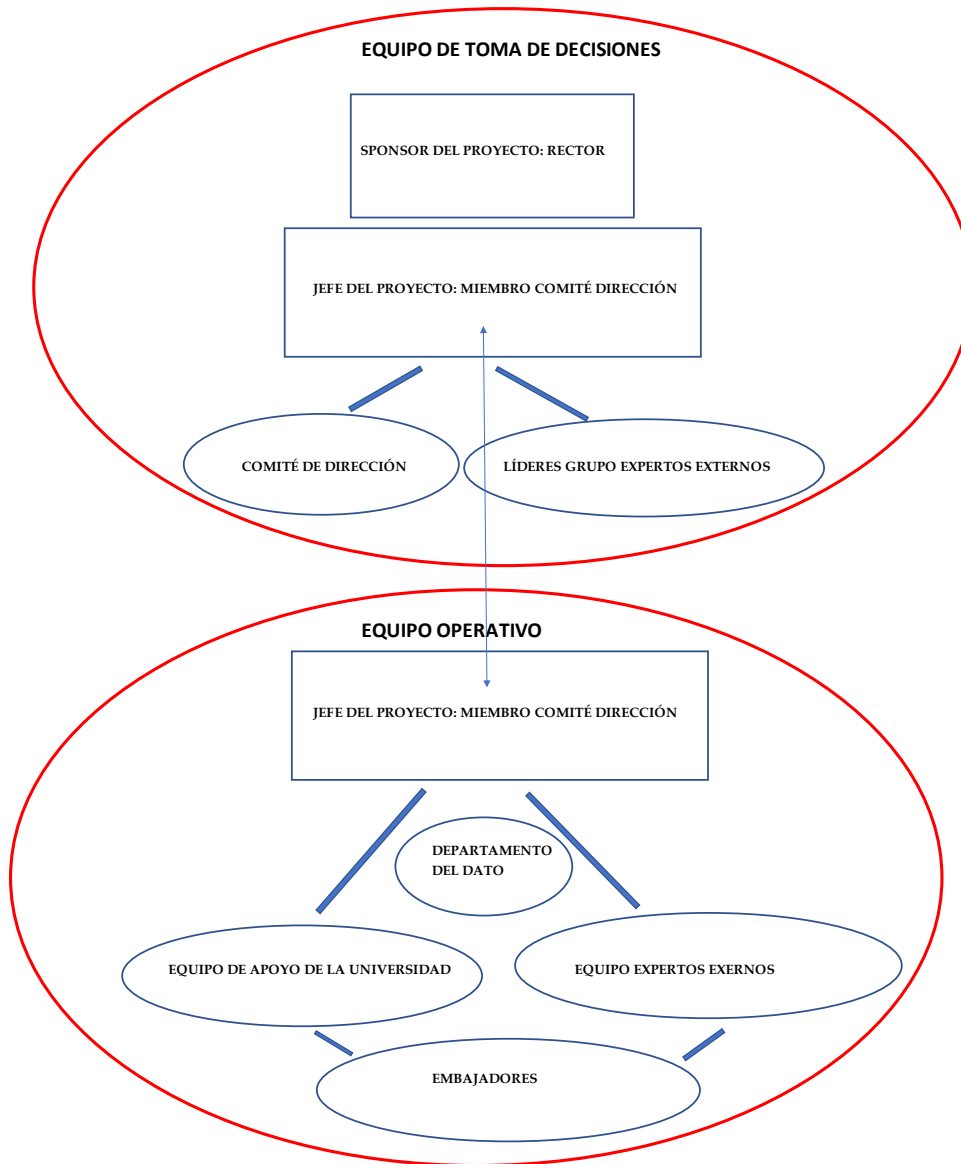 EQUIPO DE TOMA DE DECISIONES
SPONSOR DEL PROYECTO: RECTOR
JEFE DEL PROYECTO: MIEMBRO COMITÉ DIRECCIÓN
COMITÉ DE DIRECCIÓN
LÍDERES GRUPO EXPERTOS EXTERNOS
EQUIPO OPERATIVO
JEFE DEL PROYECTO: MIEMBRO COMITÉ DIRECCIÓN
DEPARTAMENTO
DEL DATO
EQUIPO DE APOYO DE LA UNIVERSIDAD
EQUIPO EXPERTOS EXERNOS
EMBAJADORES